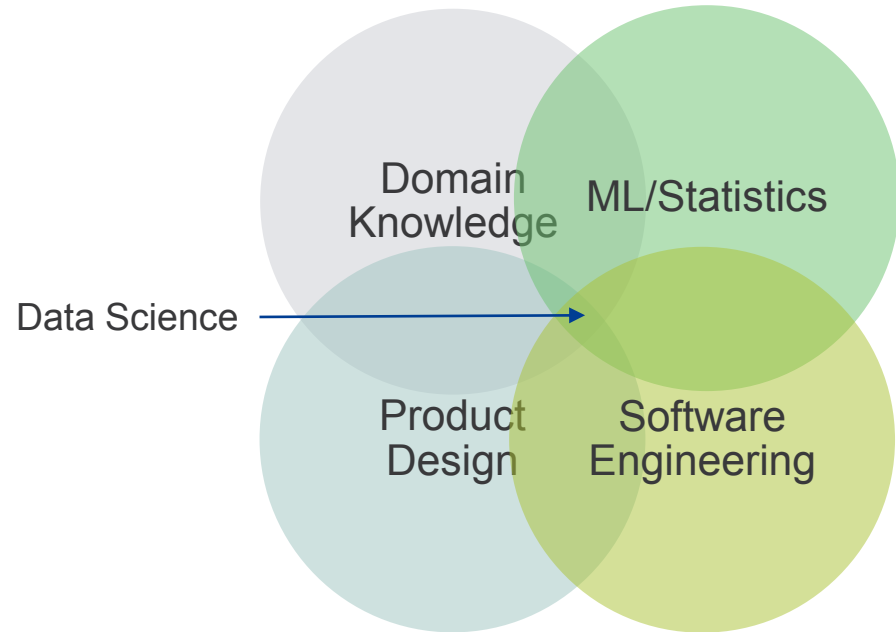 Domain
Knowledge
ML/Statistics
Data Science
Product
Design
Software
Engineering